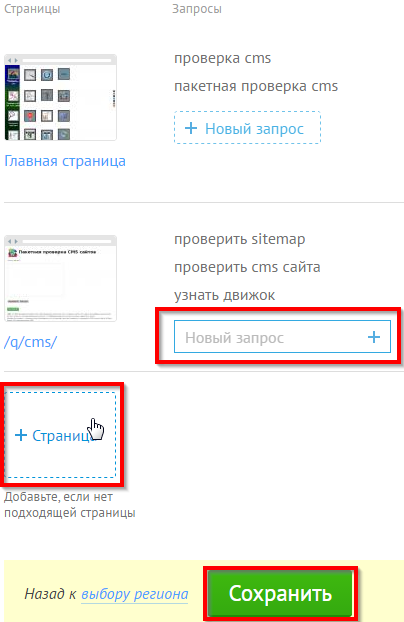 Страницы Запросы
проверка cms
пакетная проверка cms
+ Новый запрос
Главная страница
Пакетная проверка CMS сайтов
проверить sitemap
проверить cms сайта
узнать движок
Новый запрос +
/q/cms/
+ Страница
Добавьте, если нет
подходящей страницы
Назад к выбору региона Сохранить